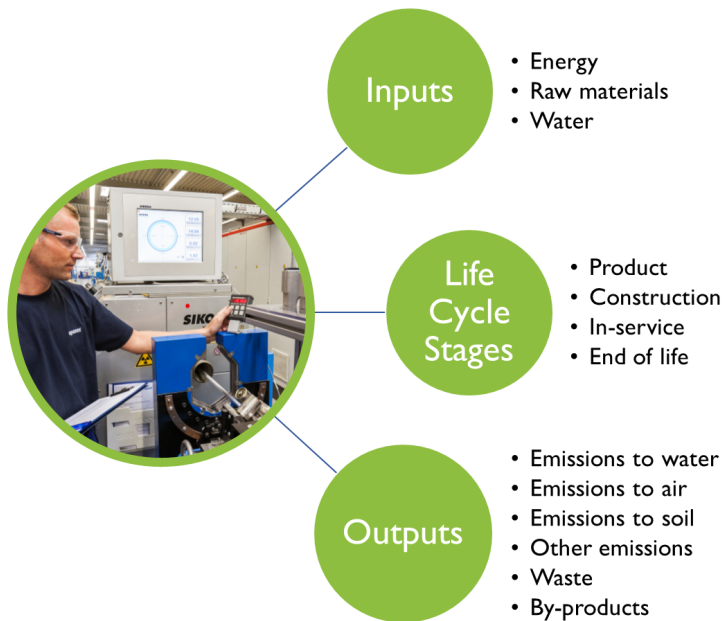 Inputs
• Energy
• Raw materials
• Water
Life
Cycle
Stages
• Product
• Construction
• In-service
• End of life
Outputs
• Emissions to water
• Emissions to air
• Emissions to soil
• Other emissions
• Waste
• By-products
SIKO